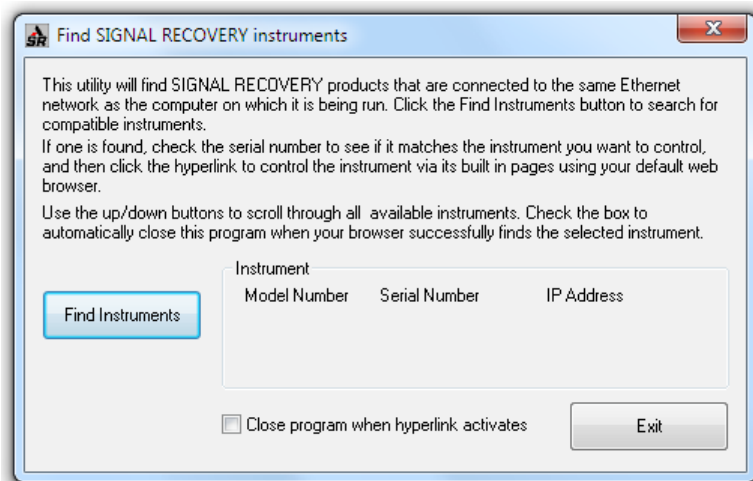 SR
Find SIGNAL RECOVERY instruments
This utility will find SIGNAL RECOVERY products that are connected to the same Ethernet
network as the computer on which it is being run. Click the Find Instruments button to search for
compatible instruments.
If one is found, check the serial number to see if it matches the instrument you want to control,
and then click the hyperlink to control the instrument via its built in pages using your default web
browser.
Use the up/down buttons to scroll through all  available instruments. Check the box to
automatically close this program when your browser successfully finds the selected instrument.
Instrument
Model Number Serial Number IP Address
Find Instruments
Close program when hyperlink activates
Exit